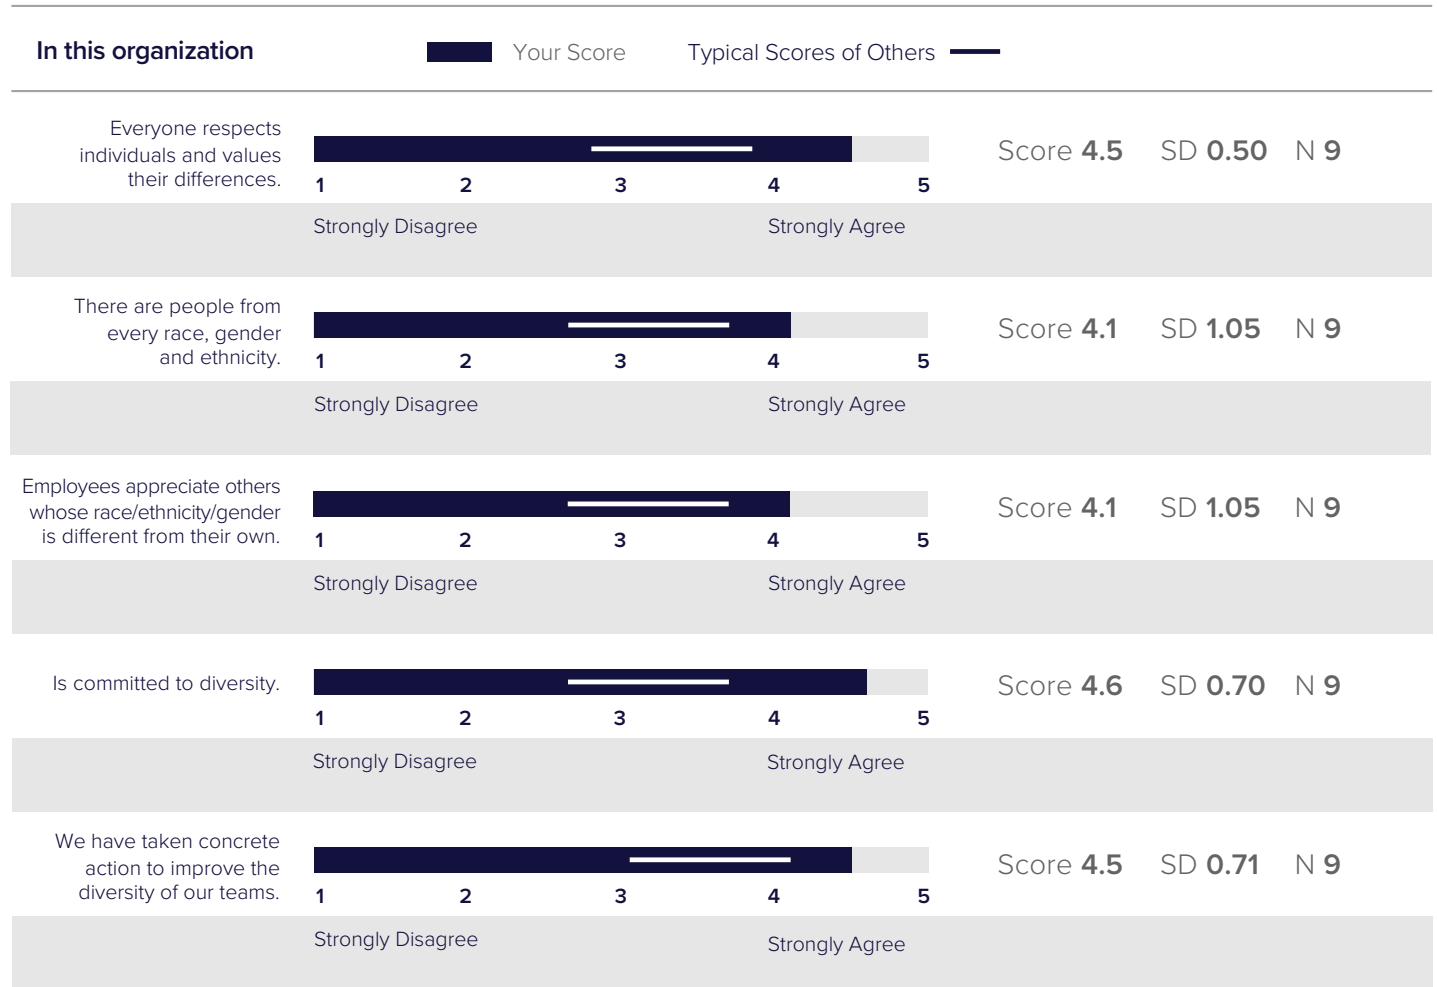 In this organization
Your Score
Typical Scores of Others
Everyone respects
individuals and values
their differences.
1 2 3 4 5
Score 4.5 SD 0.50 N 9
Strongly Disagree Strongly Agree
There are people from
every race, gender
and ethnicity.
1 2 3 4 5
Score 4.1 SD 1.05 N 9
Strongly Disagree Strongly Agree
Employees appreciate others
whose race/ethnicity/gender
is different from their own.
1 2 3 4 5
Score 4.1 SD 1.05 N 9
Strongly Disagree Strongly Agree
Is committed to diversity.
1 2 3 4 5
Score 4.6 SD 0.70 N 9
Strongly Disagree Strongly Agree
We have taken concrete
action to improve the
diversity of our teams.
1 2 3 4 5
Score 4.5 SD 0.71 N 9
Strongly Disagree Strongly Agree